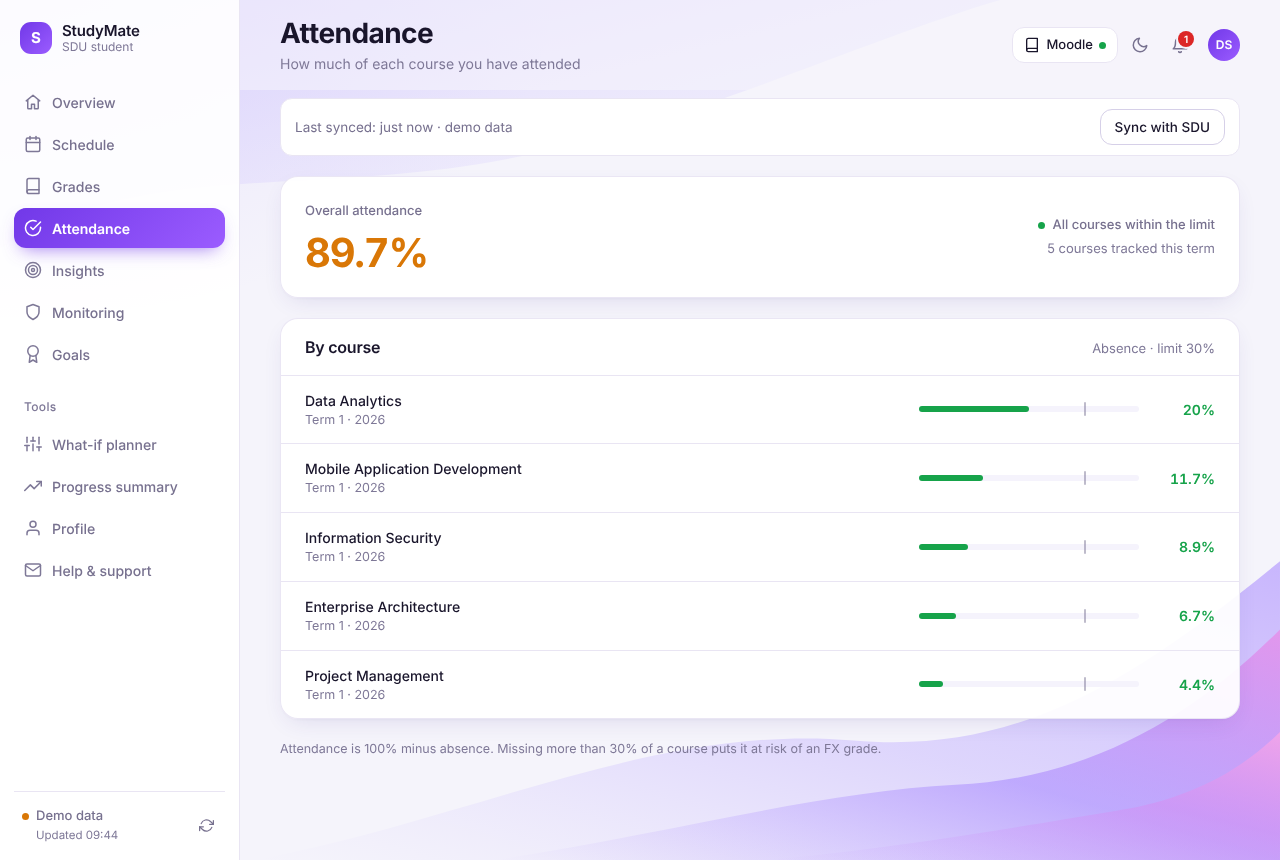 S
StudyMate
SDU student
Overview
Schedule
Grades
Attendance
Insights
Monitoring
Goals
Tools
What-if planner
Progress summary
Profile
Help & support
Demo data
Updated 09:44
Attendance
How much of each course you have attended
Moodle
1
DS
Last synced: just now · demo data
Sync with SDU
Overall attendance
89.7%
All courses within the limit
5 courses tracked this term
By course
Absence · limit 30%
Data Analytics
Term 1 · 2026
20%
Mobile Application Development
Term 1 · 2026
11.7%
Information Security
Term 1 · 2026
8.9%
Enterprise Architecture
Term 1 · 2026
6.7%
Project Management
Term 1 · 2026
4.4%
Attendance is 100% minus absence. Missing more than 30% of a course puts it at risk of an FX grade.